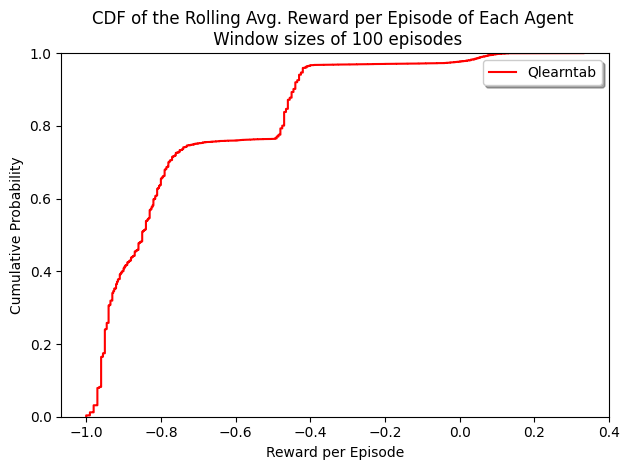 CDF of the Rolling Avg. Reward per Episode of Each Agent
Window sizes of 100 episodes
Qlearntab
Cumulative Probability
1.0
0.8
0.6
0.4
0.2
0.0
−1.0 −0.8 −0.6 −0.4 −0.2 0.0 0.2 0.4
Reward per Episode